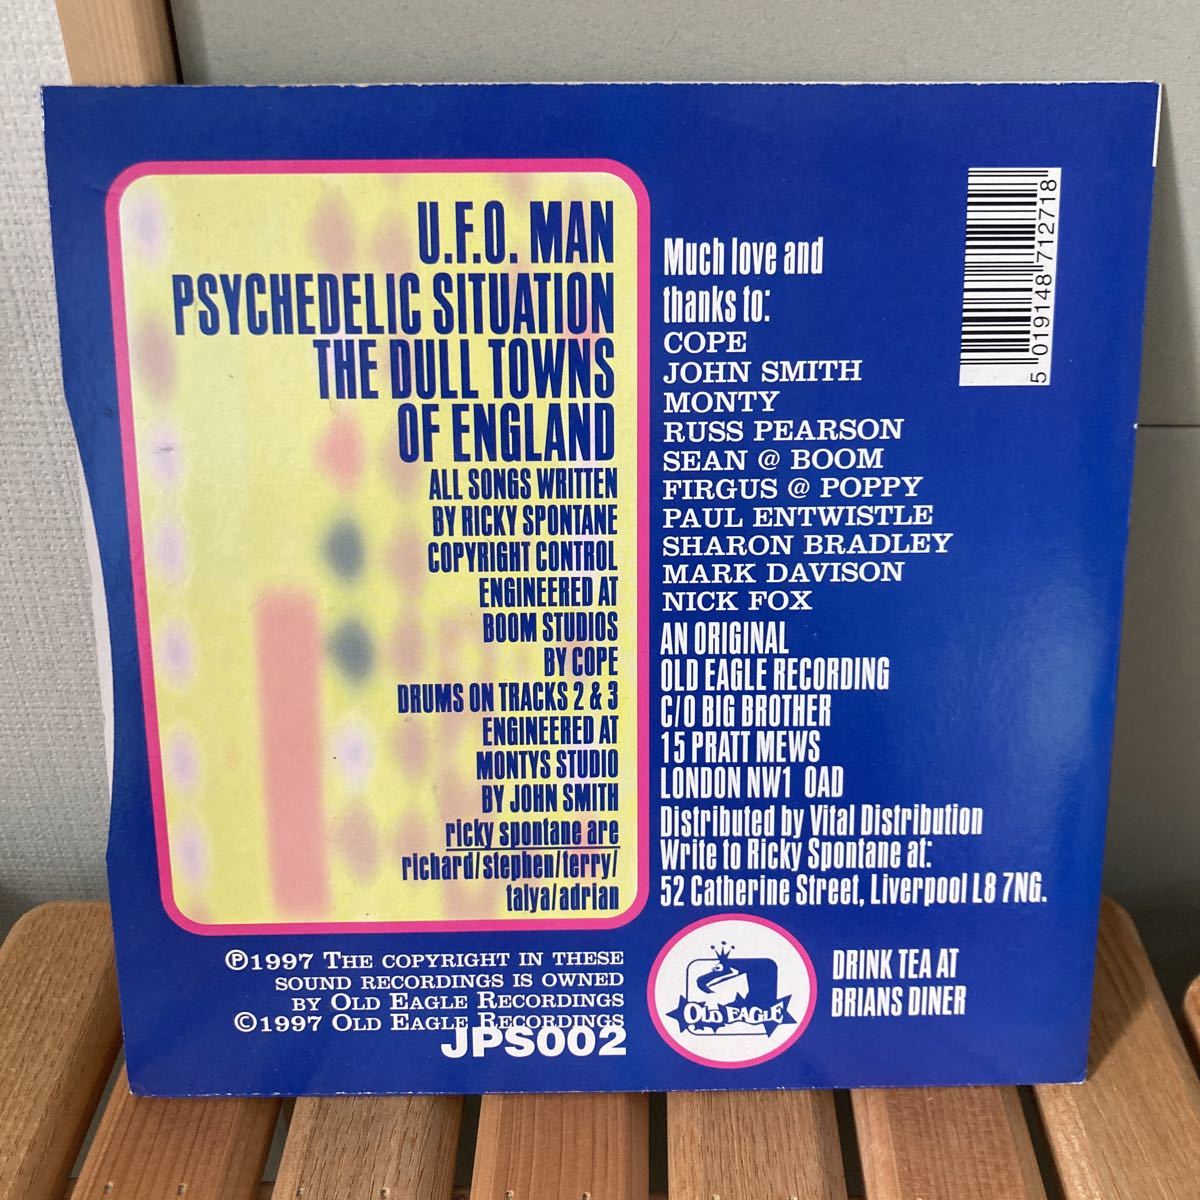 U.F.O. MAN
PSYCHEDELIC SITUATION
THE DULL TOWNS
OF ENGLAND
ALL SONGS WRITTEN
BY RICKY SPONTANE
COPYRIGHT CONTROL
ENGINEERED AT
BOOM STUDIOS
BY COPE
DRUMS ON TRACKS 2 & 3
ENGINEERED AT
MONTYS STUDIO
BY JOHN SMITH
ricky spontane are
richard/stephen/terry/
talya/adrian
℗1997 THE COPYRIGHT IN THESE
SOUND RECORDINGS IS OWNED
BY OLD EAGLE RECORDINGS
©1997 OLD EAGLE RECORDINGS
JPS002
Much love and
thanks to:
COPE
JOHN SMITH
MONTY
RUSS PEARSON
SEAN @ BOOM
FIRGUS @ POPPY
PAUL ENTWISTLE
SHARON BRADLEY
MARK DAVISON
NICK FOX
AN ORIGINAL
OLD EAGLE RECORDING
C/O BIG BROTHER
15 PRATT MEWS
LONDON NW1 0AD
Distributed by Vital Distribution
Write to Ricky Spontane at:
52 Catherine Street, Liverpool L8 7NG.
OLD EAGLE
DRINK TEA AT
BRIANS DINER
5 019148 712718